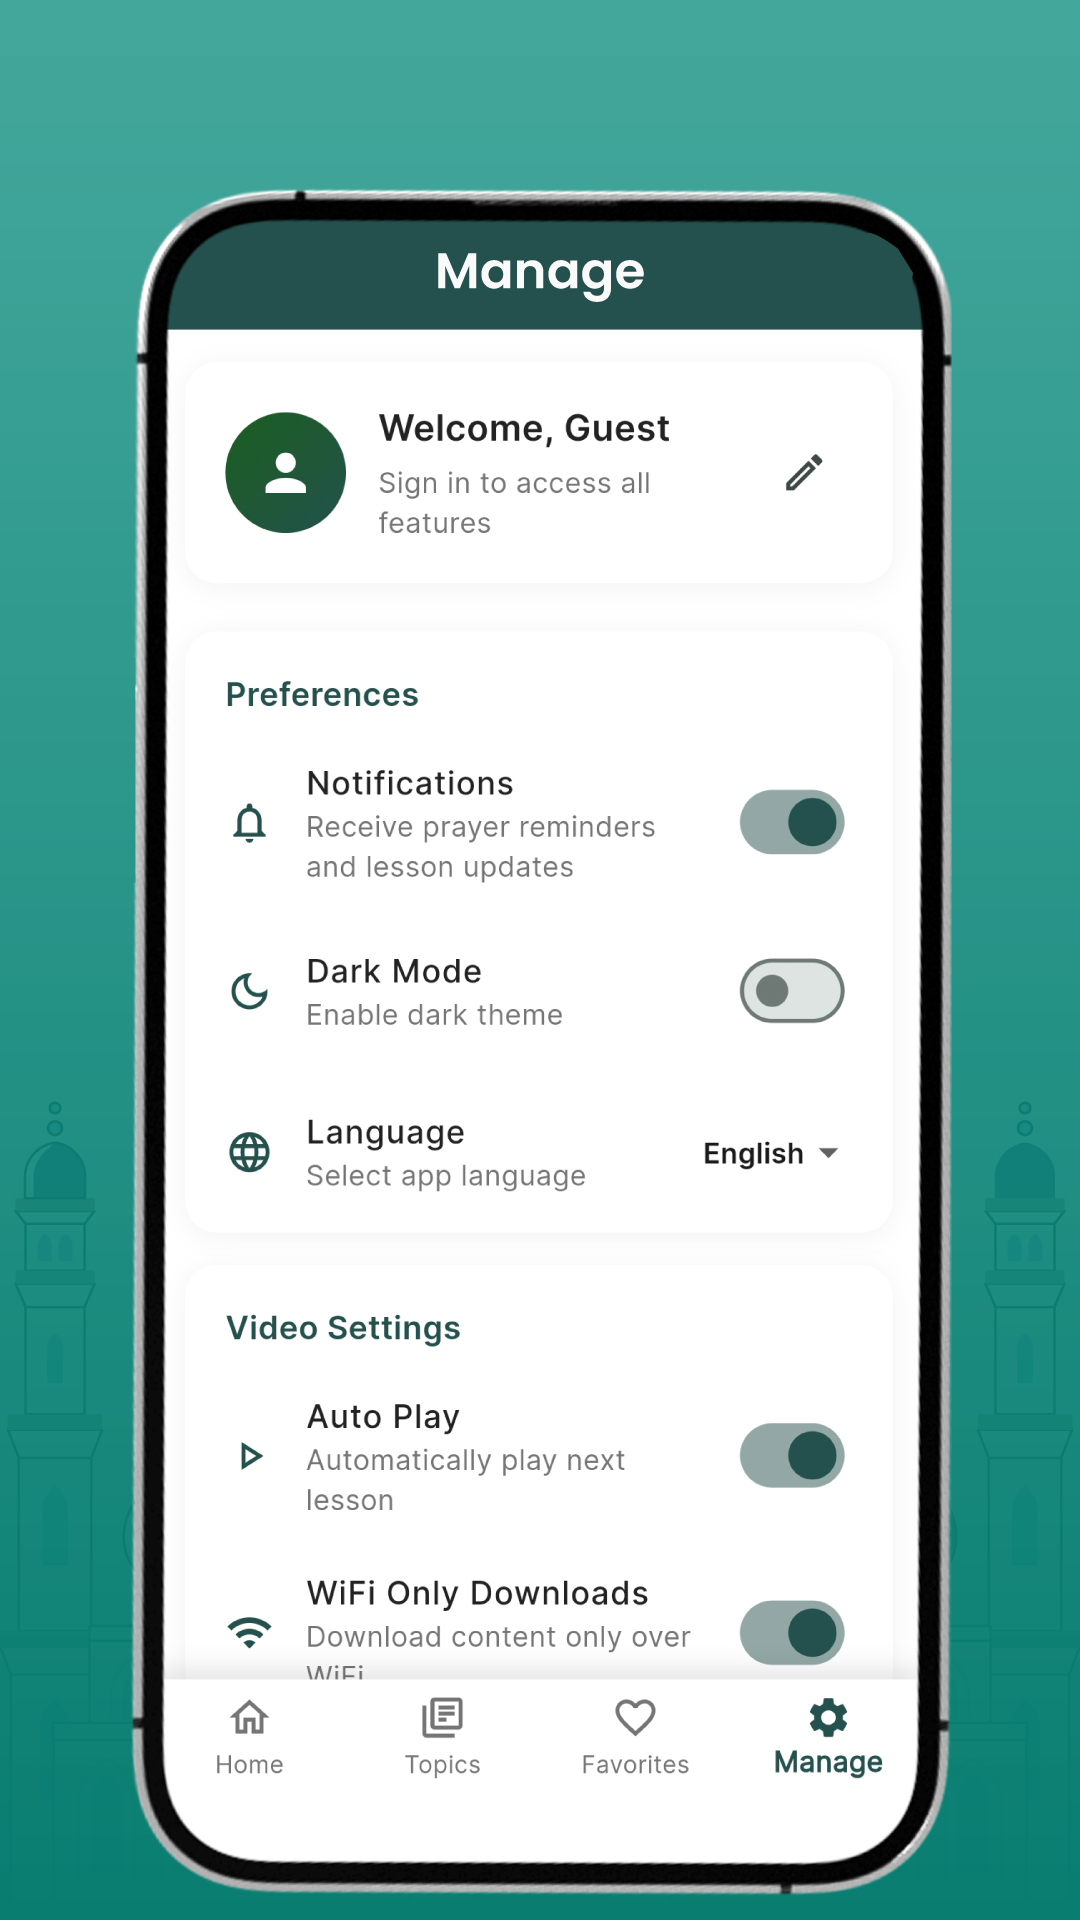 Manage
Welcome, Guest
Sign in to access all
features
Preferences
Notifications
Receive prayer reminders
and lesson updates
Dark Mode
Enable dark theme
Language
Select app language
English
Video Settings
Auto Play
Automatically play next
lesson
WiFi Only Downloads
Download content only over
WiFi
Home
Topics
Favorites
Manage